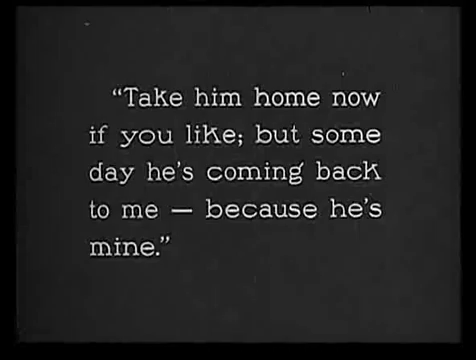 “Take him home now
if you like; but some
day he's coming back
to me — because he's
mine.”